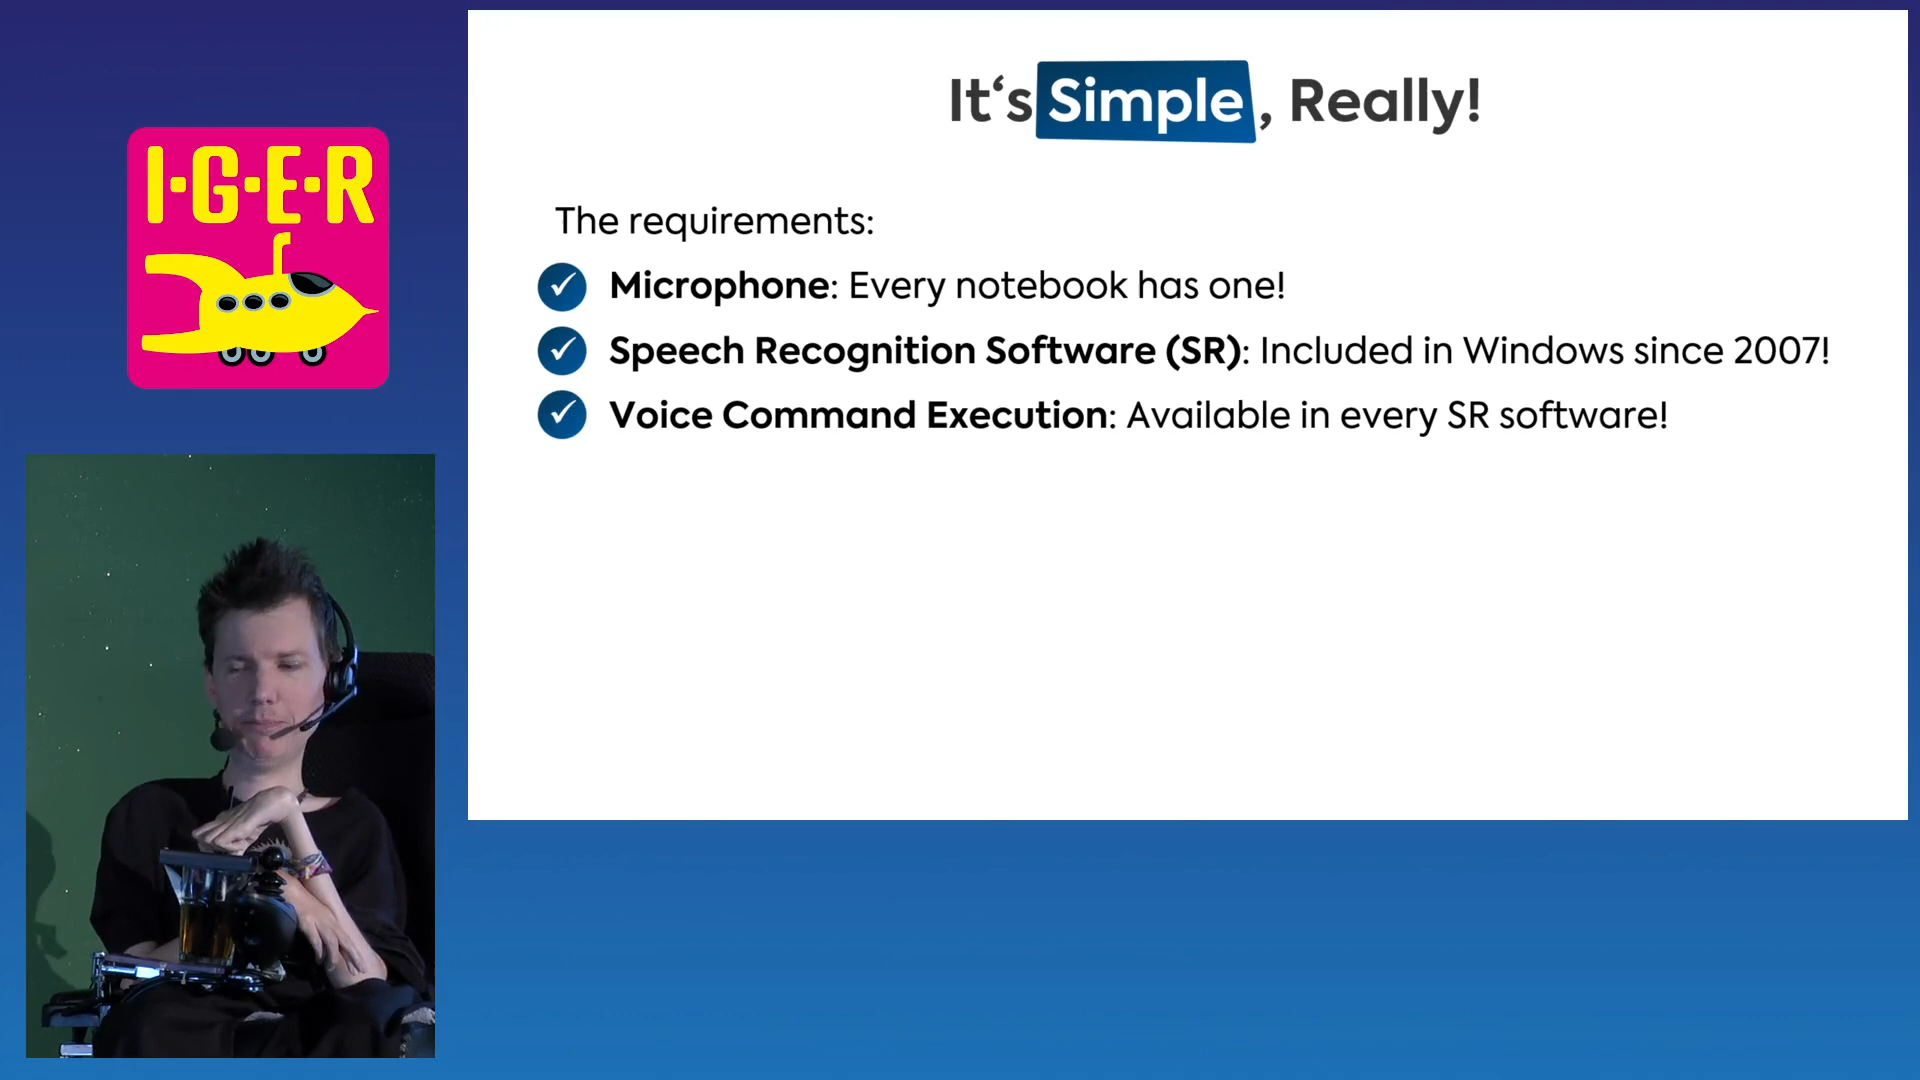 I·G·E·R
It‘s Simple, Really!
The requirements:
Microphone: Every notebook has one!
Speech Recognition Software (SR): Included in Windows since 2007!
Voice Command Execution: Available in every SR software!